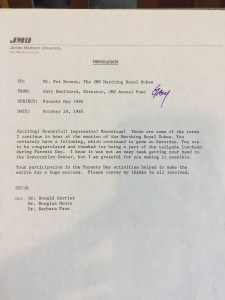 JMU
James Madison University
MEMORANDUM
TO: Mr. Pat Rooney, The JMU Marching Royal Dukes
FROM: Gary Smallwood, Director, JMU Annual Fund Gary
SUBJECT: Parents Day 1981
DATE: October 29, 1981
Exciting! Wonderful! Impressive! Marvelous! These are some of the terms
I continue to hear at the mention of the Marching Royal Dukes. You
certainly have a following, which continued to grow on Saturday. You are
to be congratulated and thanked for being a part of the tailgate luncheon
during Parents Day. I know it was not an easy task getting your band to
the Convocation Center, but I am grateful for you making it possible.
Your participation in the Parents Day activities helped to make the
entire day a huge success. Please convey my thanks to all involved.
GS/cb
cc: Dr. Ronald Carrier
Dr. Douglas
Dr. Barbara Pass